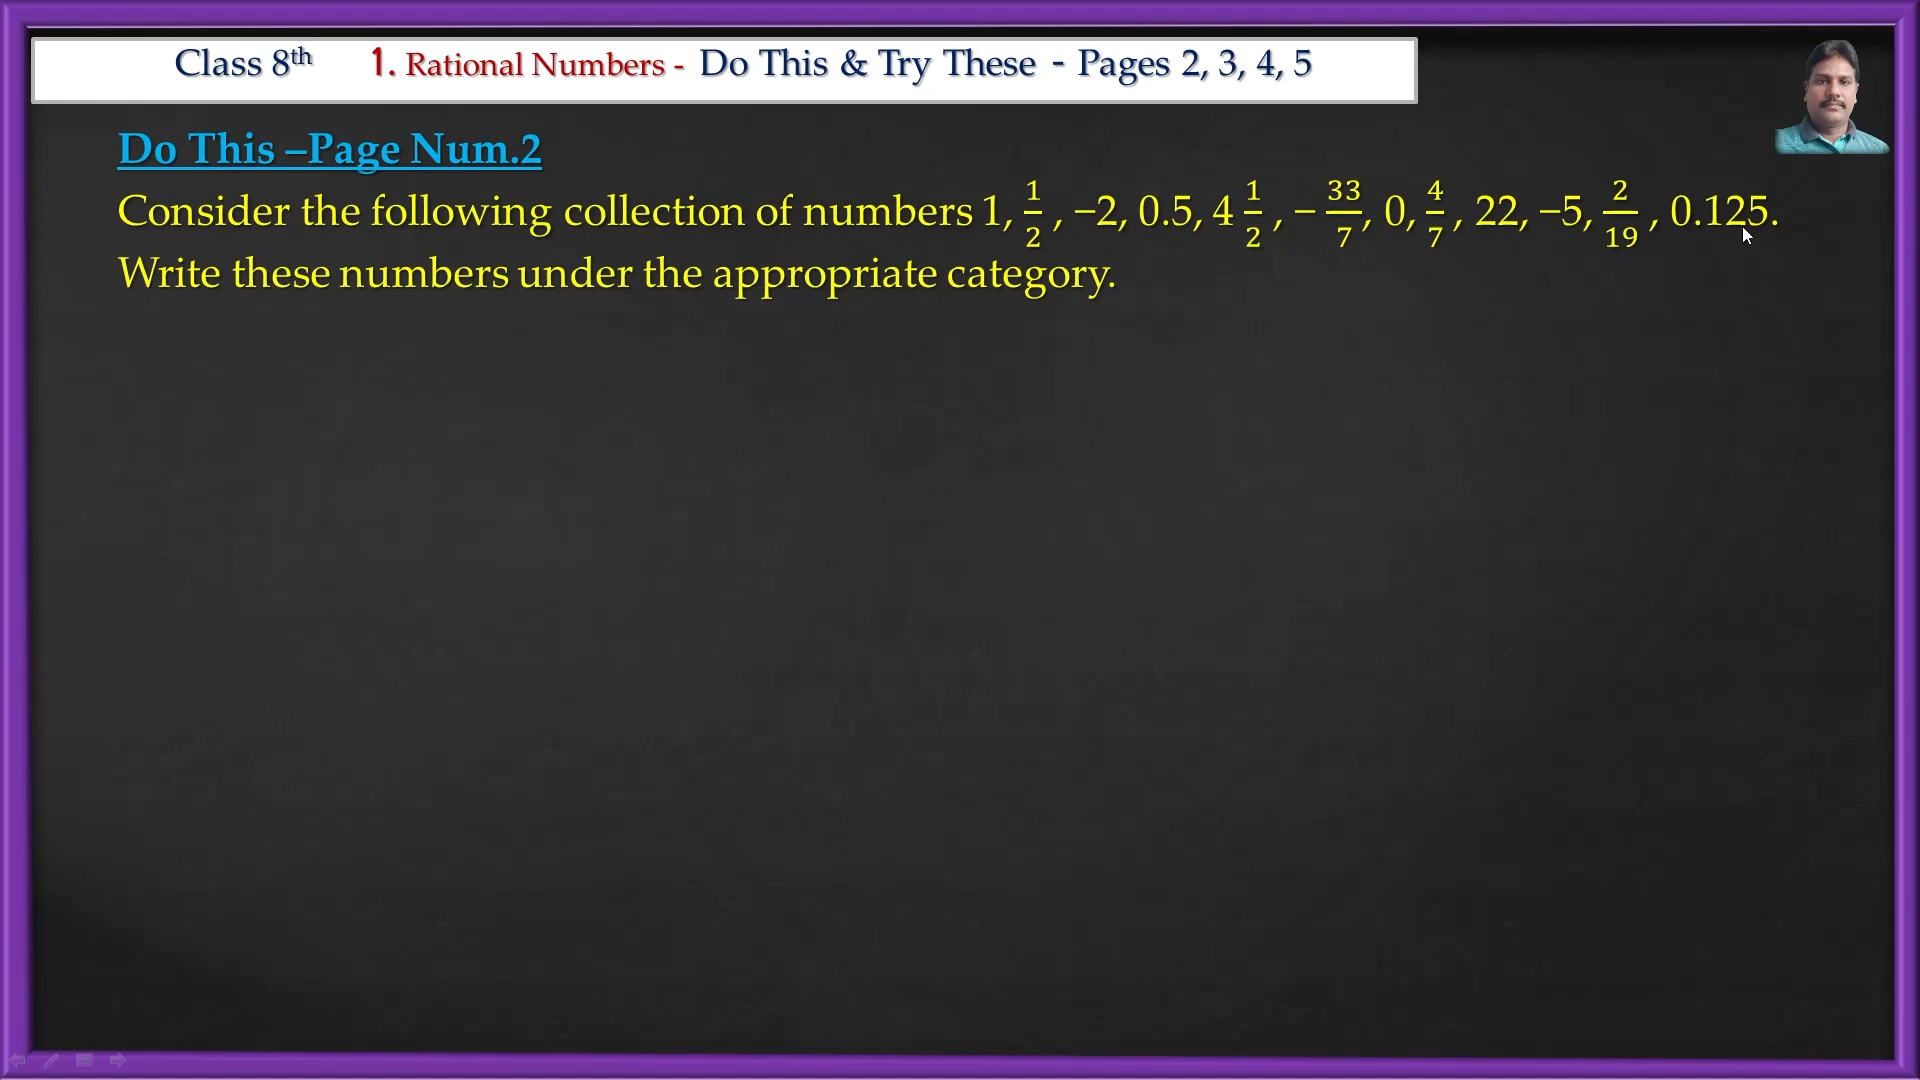 Class 8th 1. Rational Numbers - Do This & Try These - Pages 2, 3, 4, 5
Do This –Page Num.2
Consider the following collection of numbers 1, 1/2 , −2, 0.5, 4 1/2 , − 33/7, 0, 4/7 , 22, −5, 2/19 , 0.125.
Write these numbers under the appropriate category.